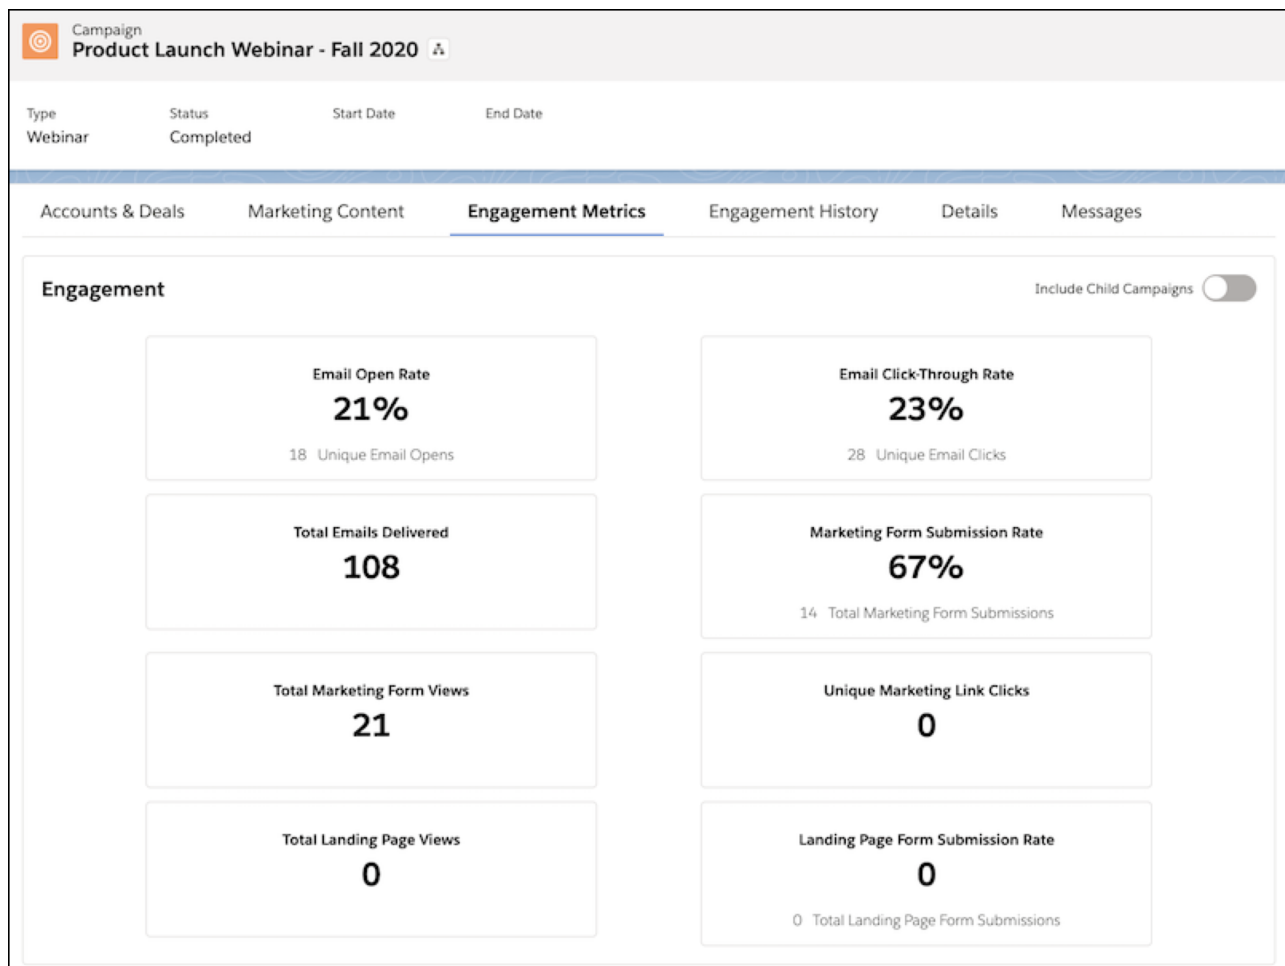 Campaign
Product Launch Webinar - Fall 2020
Type Status Start Date End Date
Webinar Completed
Accounts & Deals Marketing Content Engagement Metrics Engagement History Details Messages
Engagement Include Child Campaigns
Email Open Rate
21%
18 Unique Email Opens
Email Click-Through Rate
23%
28 Unique Email Clicks
Total Emails Delivered
108
Marketing Form Submission Rate
67%
14 Total Marketing Form Submissions
Total Marketing Form Views
21
Unique Marketing Link Clicks
0
Total Landing Page Views
0
Landing Page Form Submission Rate
0
0 Total Landing Page Form Submissions